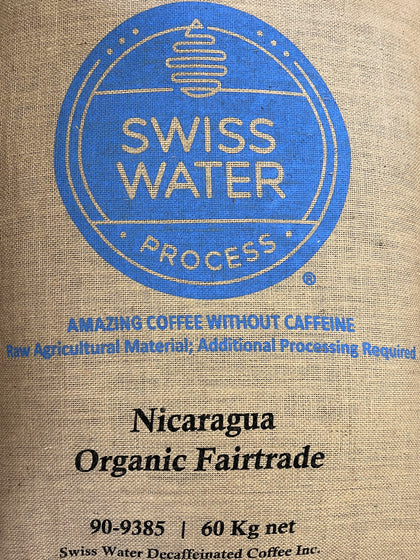 SWISS
WATER
PROCESS
®
AMAZING COFFEE WITHOUT CAFFEINE
Raw Agricultural Material; Additional Processing Required
Nicaragua
Organic Fairtrade
90-9385 | 60 Kg net
Swiss Water Decaffeinated Coffee Inc.